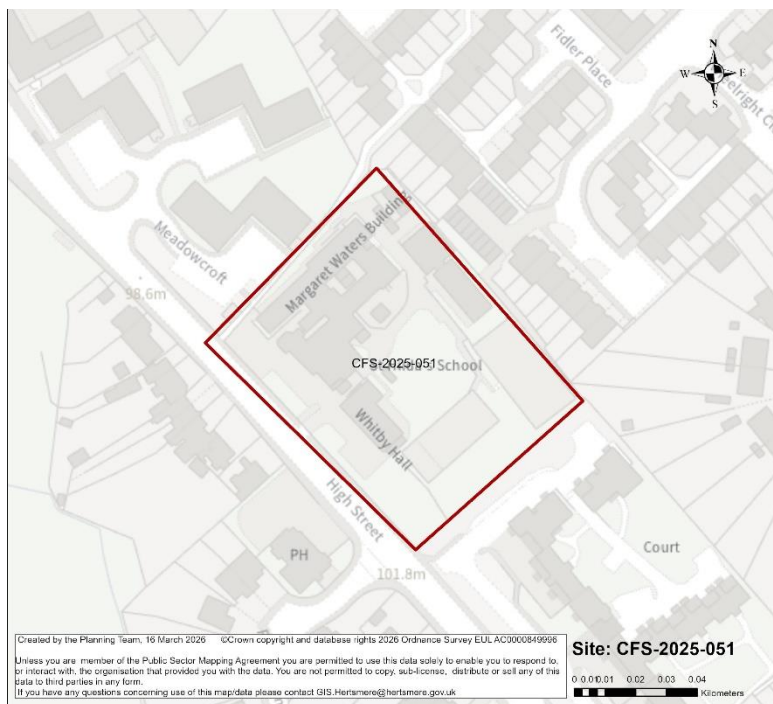 Fidler Place
N
W E
S
Margaret Waters Building
Meadowcroft
98.6m
CFS-2025-051
School
Whitby Hall
High Street
PH
101.8m
Court
Created by the Planning Team, 16 March 2026 ©Crown copyright and database rights 2026 Ordnance Survey EUL AC0000849996
Unless you are member of the Public Sector Mapping Agreement you are permitted to use this data solely to enable you to respond to,
or interact with, the organisation that provided you with the data. You are not permitted to copy, sub-license, distribute or sell any of this
data to third parties in any form.
If you have any questions concerning use of this map/data please contact GIS.Hertsmere@hertsmere.gov.uk
Site: CFS-2025-051
0 0.01 0.02 0.03 0.04
Kilometers